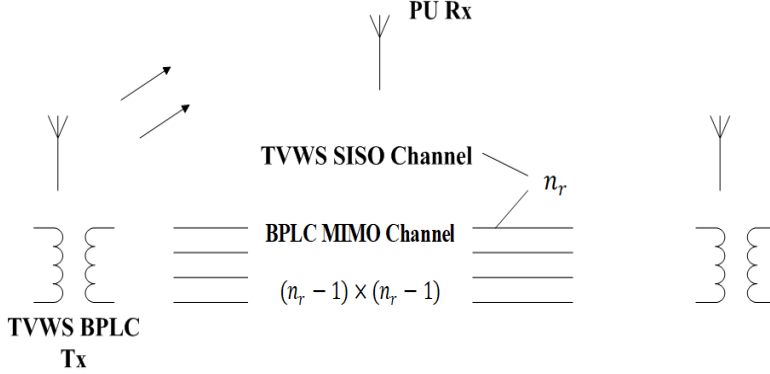 PU Rx
TVWS SISO Channel
n_r
BPLC MIMO Channel
(n_r − 1) × (n_r − 1)
TVWS BPLC
Tx